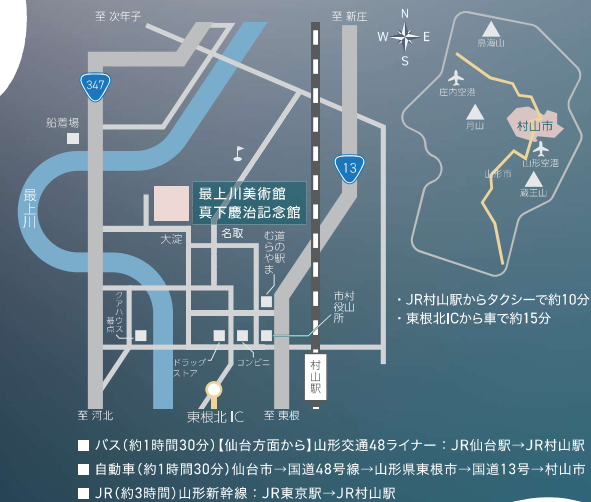 至 次年子
至 新庄
N
W E
S
鳥海山
347
庄内空港
船着場
月山
村山市
13
山形空港
山形市
最上川
最上川美術館
真下慶治記念館
蔵王山
大淀
名取
道の駅
むらやま
クアハウス
碁点
村山
市役所
・JR村山駅からタクシーで約10分
・東根北ICから車で約15分
ドラッグ
ストア
コンビニ
村山駅
至 河北
東根北 IC
至 東根
■ バス(約1時間30分)【仙台方面から】山形交通48ライナー：JR仙台駅→JR村山駅
■ 自動車(約1時間30分)仙台市→国道48号線→山形県東根市→国道13号→村山市
■ JR(約3時間)山形新幹線：JR東京駅→JR村山駅